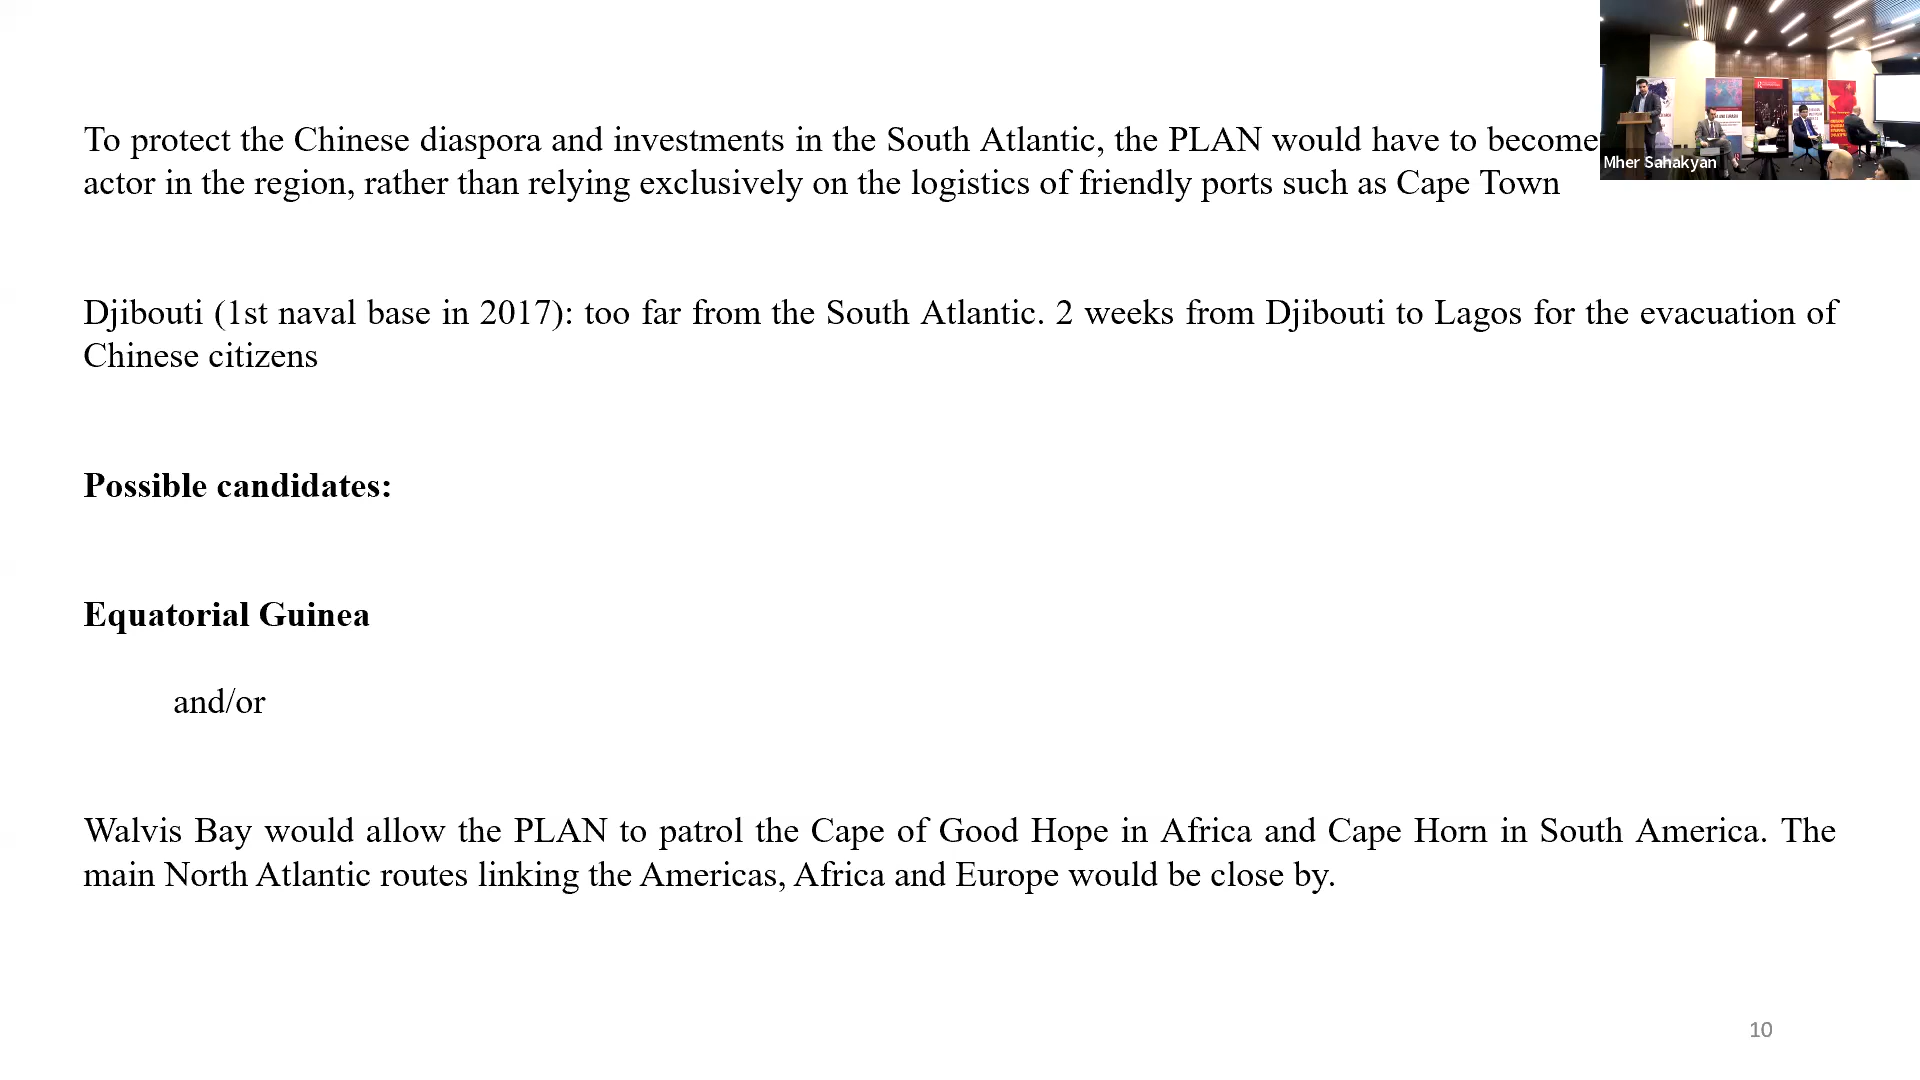 To protect the Chinese diaspora and investments in the South Atlantic, the PLAN would have to become
actor in the region, rather than relying exclusively on the logistics of friendly ports such as Cape Town
Djibouti (1st naval base in 2017): too far from the South Atlantic. 2 weeks from Djibouti to Lagos for the evacuation of
Chinese citizens
Possible candidates:
Equatorial Guinea
and/or
Walvis Bay would allow the PLAN to patrol the Cape of Good Hope in Africa and Cape Horn in South America. The
main North Atlantic routes linking the Americas, Africa and Europe would be close by.
10
Mher Sahakyan